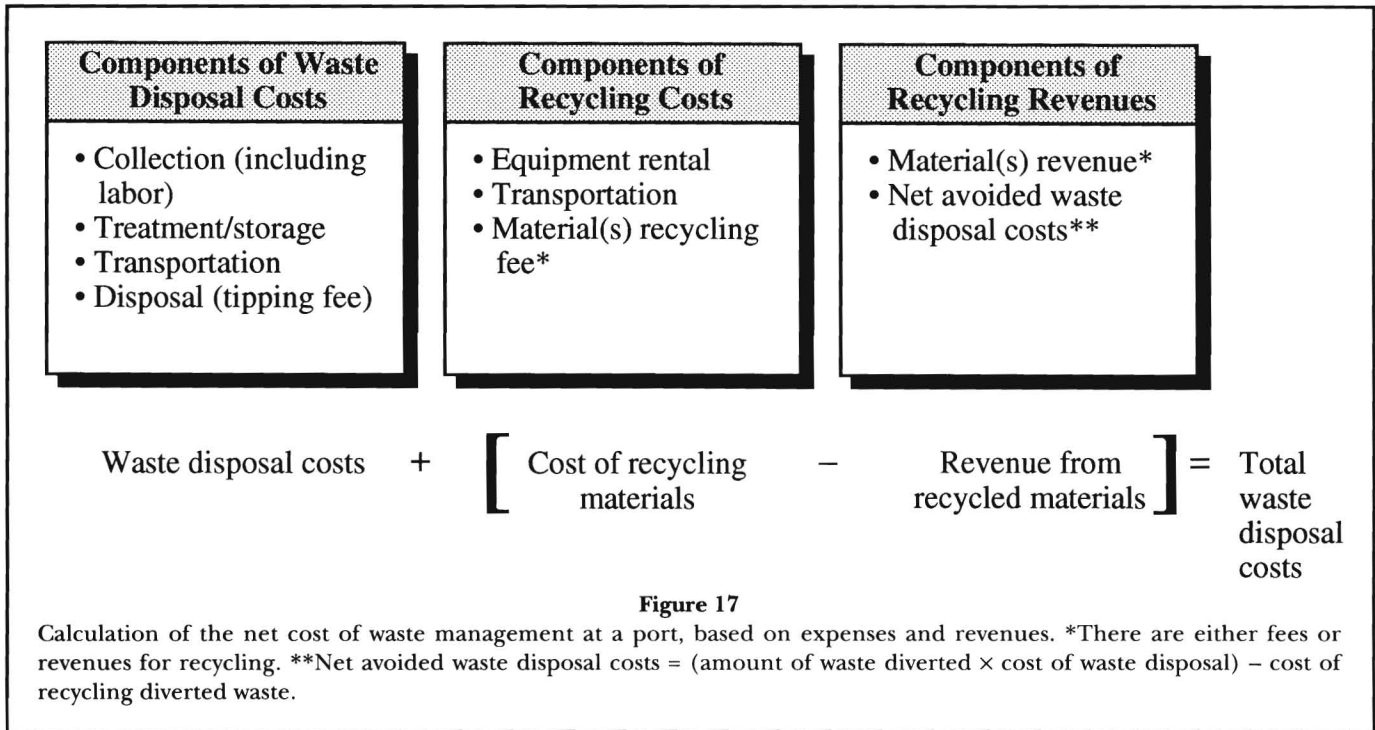 Components of Waste
Disposal Costs
• Collection (including
labor)
• Treatment/storage
• Transportation
• Disposal (tipping fee)
Components of
Recycling Costs
• Equipment rental
• Transportation
• Material(s) recycling
fee*
Components of
Recycling Revenues
• Material(s) revenue*
• Net avoided waste
disposal costs**
Waste disposal costs + [ Cost of recycling − Revenue from ] = Total
materials recycled materials waste
disposal
costs
Figure 17
Calculation of the net cost of waste management at a port, based on expenses and revenues. *There are either fees or
revenues for recycling. **Net avoided waste disposal costs = (amount of waste diverted × cost of waste disposal) – cost of
recycling diverted waste.